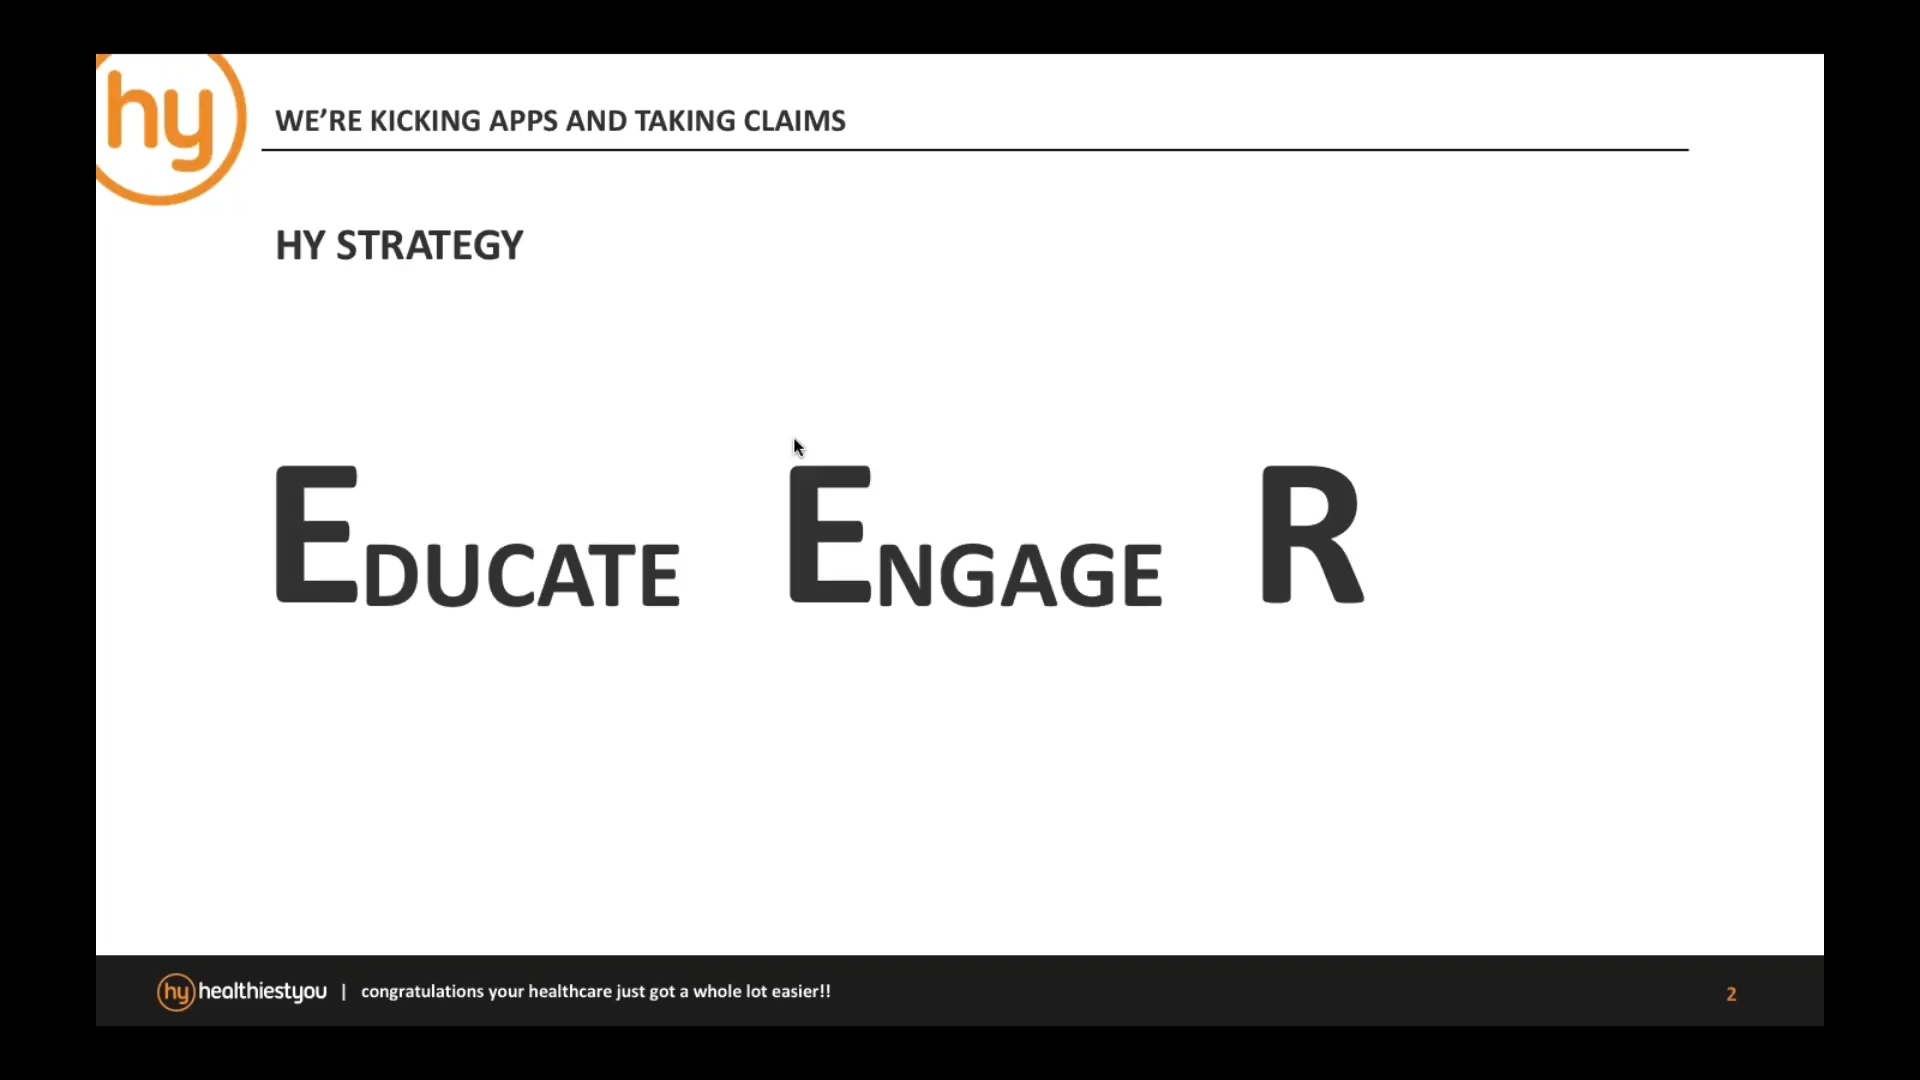 hy
WE’RE KICKING APPS AND TAKING CLAIMS
HY STRATEGY
EDUCATE ENGAGE R
hy healthiestyou | congratulations your healthcare just got a whole lot easier!! 2